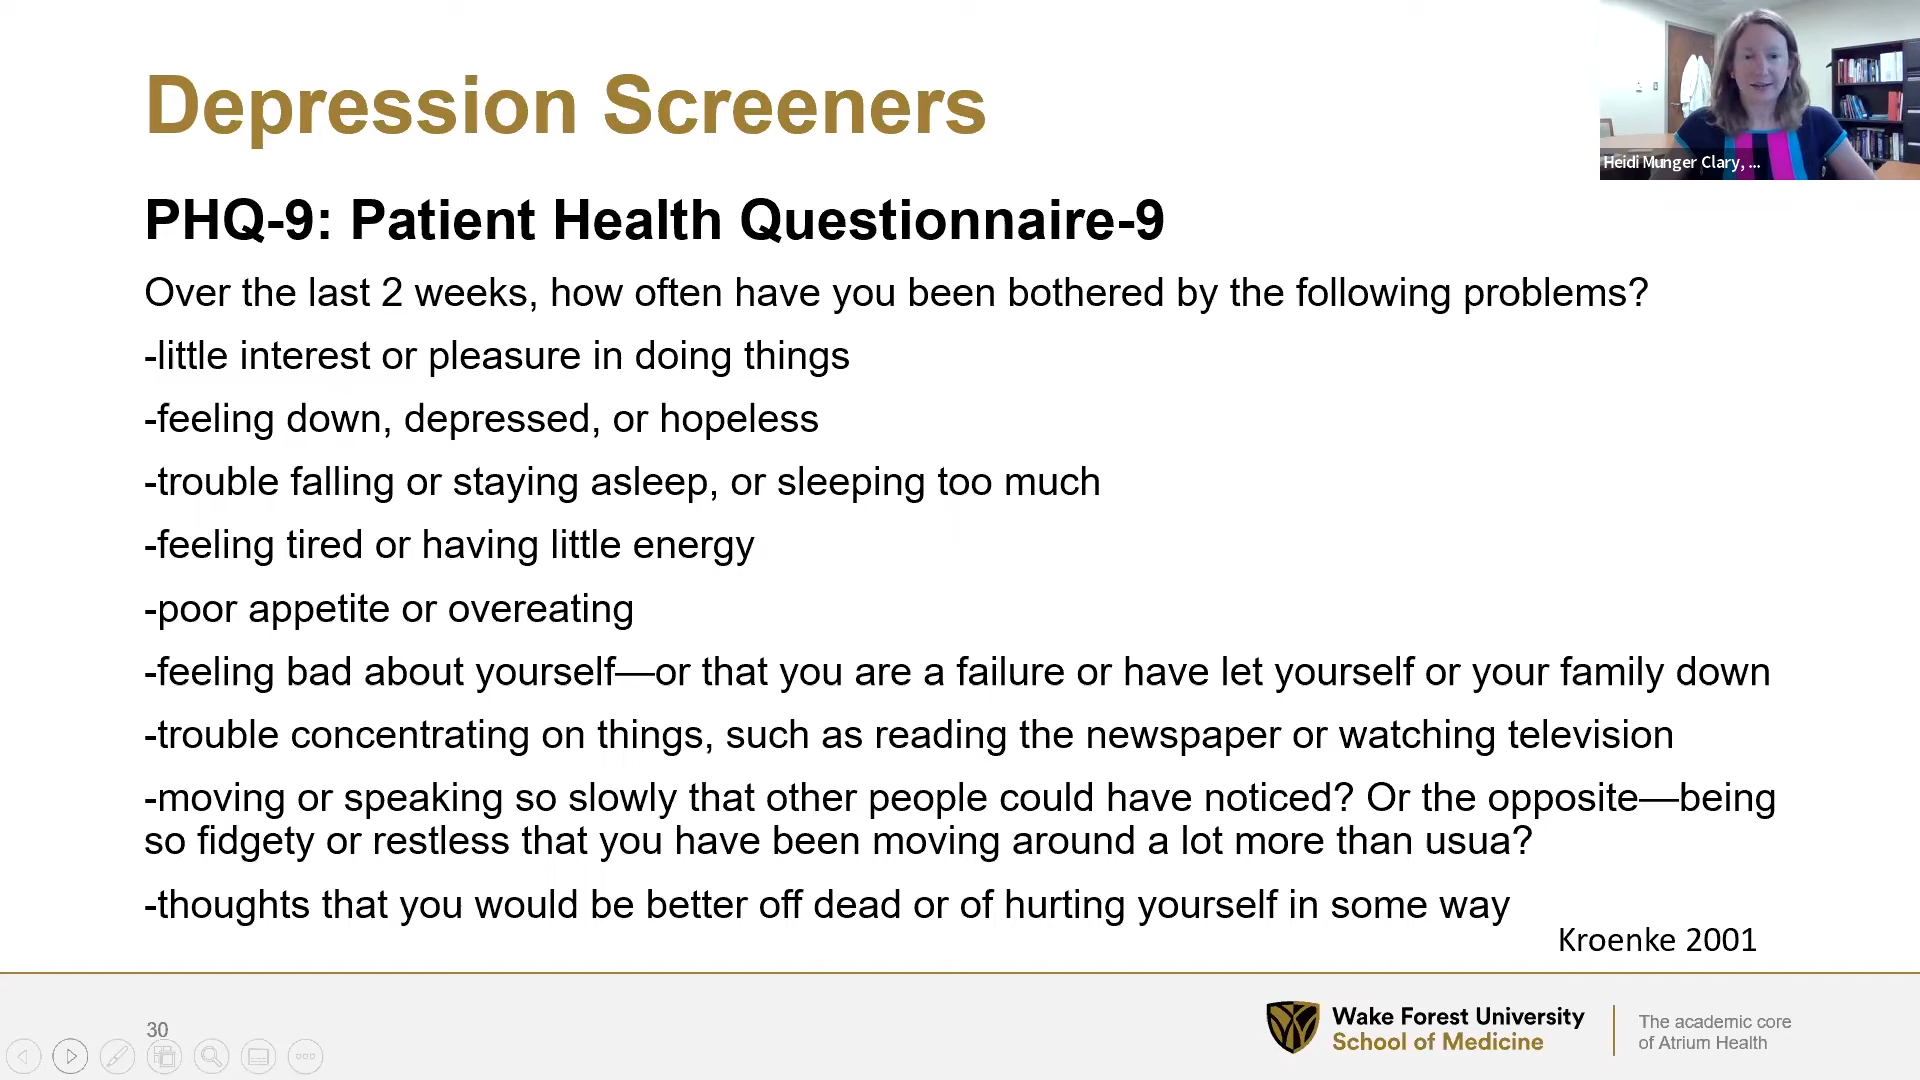 Depression Screeners
Heidi Munger Clary, ...
PHQ-9: Patient Health Questionnaire-9
Over the last 2 weeks, how often have you been bothered by the following problems?
-little interest or pleasure in doing things
-feeling down, depressed, or hopeless
-trouble falling or staying asleep, or sleeping too much
-feeling tired or having little energy
-poor appetite or overeating
-feeling bad about yourself—or that you are a failure or have let yourself or your family down
-trouble concentrating on things, such as reading the newspaper or watching television
-moving or speaking so slowly that other people could have noticed? Or the opposite—being
so fidgety or restless that you have been moving around a lot more than usua?
-thoughts that you would be better off dead or of hurting yourself in some way
Kroenke 2001
30
Wake Forest University
School of Medicine
The academic core
of Atrium Health